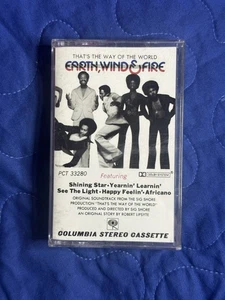 THAT'S THE WAY OF THE WORLD
EARTH, WIND & FIRE
PCT 33280
Featuring
DOLBY SYSTEM
Shining Star-Yearnin' Learnin'
See The Light-Happy Feelin'-Africano
ORIGINAL SOUNDTRACK FROM THE SIG SHORE
PRODUCTION "THAT'S THE WAY OF THE WORLD"
PRODUCED AND DIRECTED BY SIG SHORE
AN ORIGINAL STORY BY ROBERT LIPSYTE
COLUMBIA STEREO CASSETTE